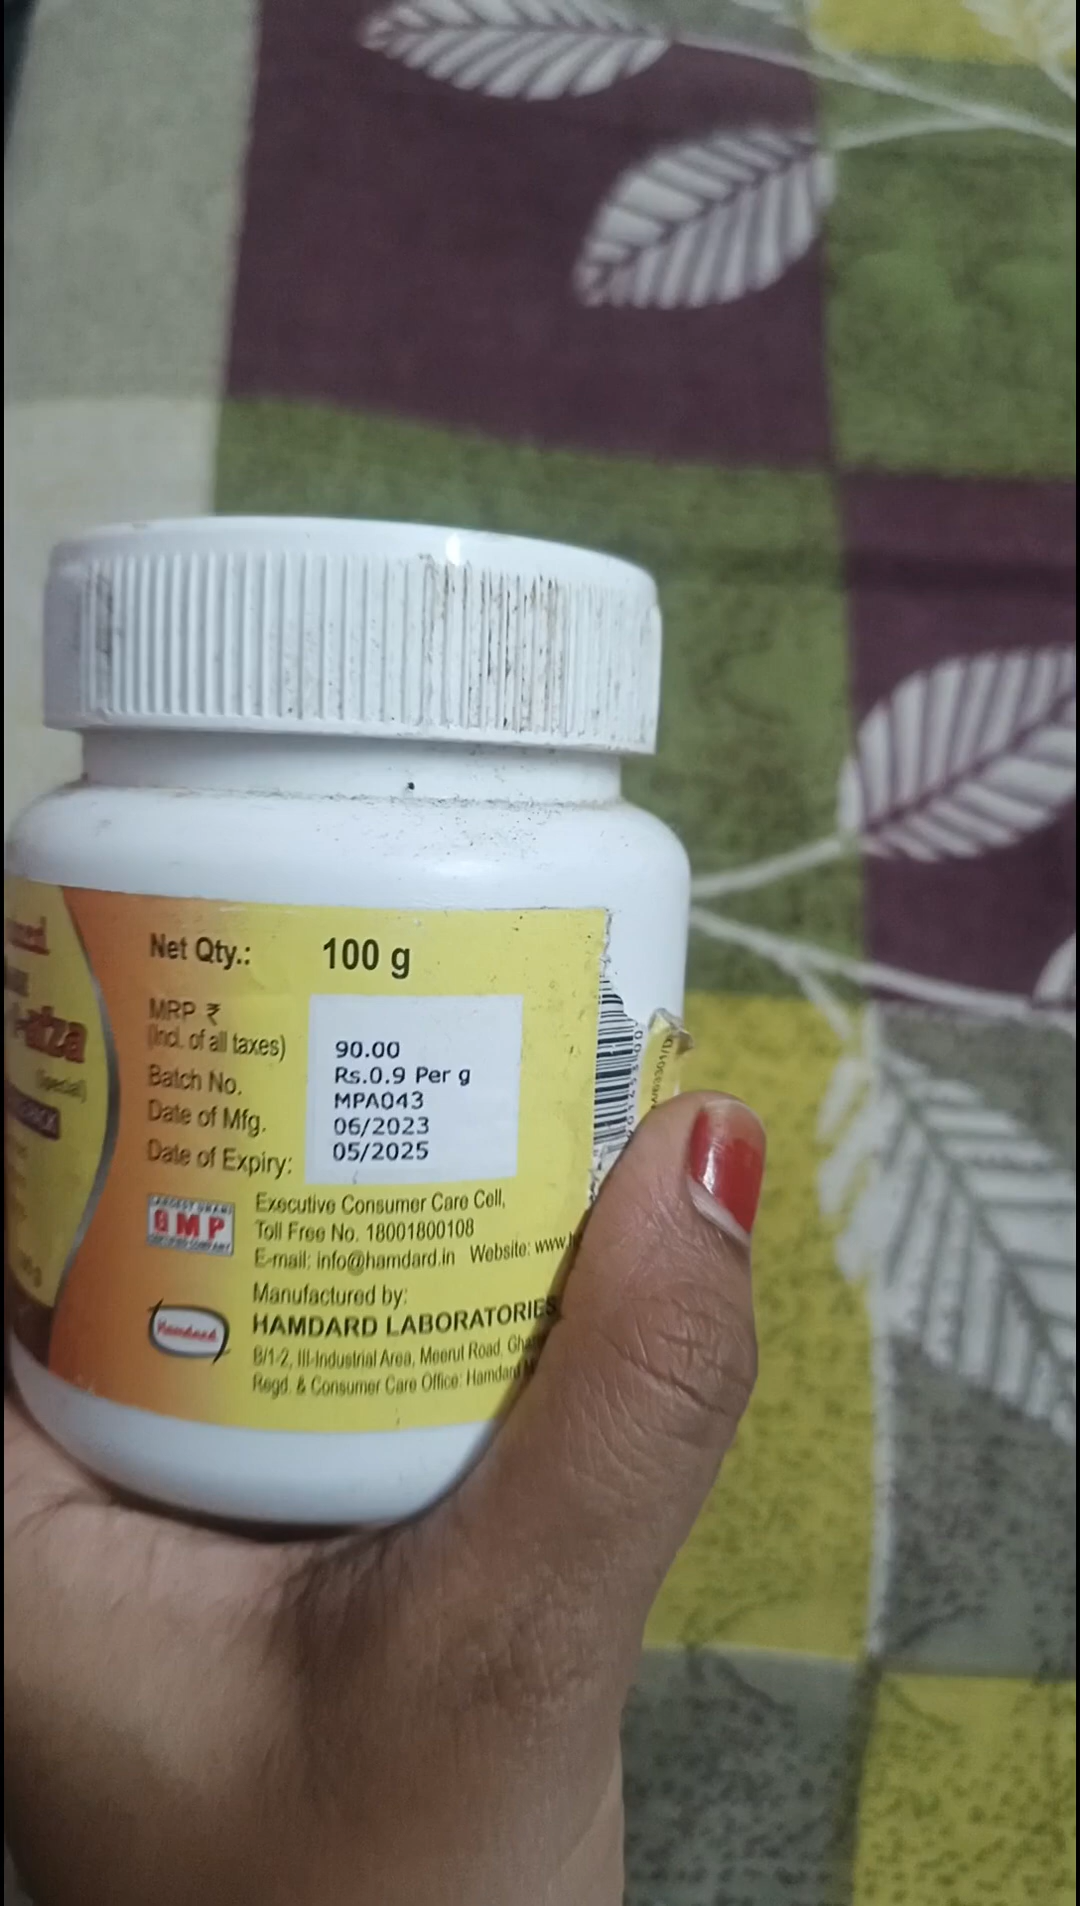 Net Qty.: 100 g
MRP ₹
(Incl. of all taxes)
90.00
Rs.0.9 Per g
Batch No. MPA043
Date of Mfg. 06/2023
Date of Expiry: 05/2025
GMP
Executive Consumer Care Cell,
Toll Free No. 18001800108
E-mail: info@hamdard.in Website: www.
Manufactured by:
Hamdard
HAMDARD LABORATORIES
B/1-2, III-Industrial Area, Meerut Road,
Regd. & Consumer Care Office: Hamdard